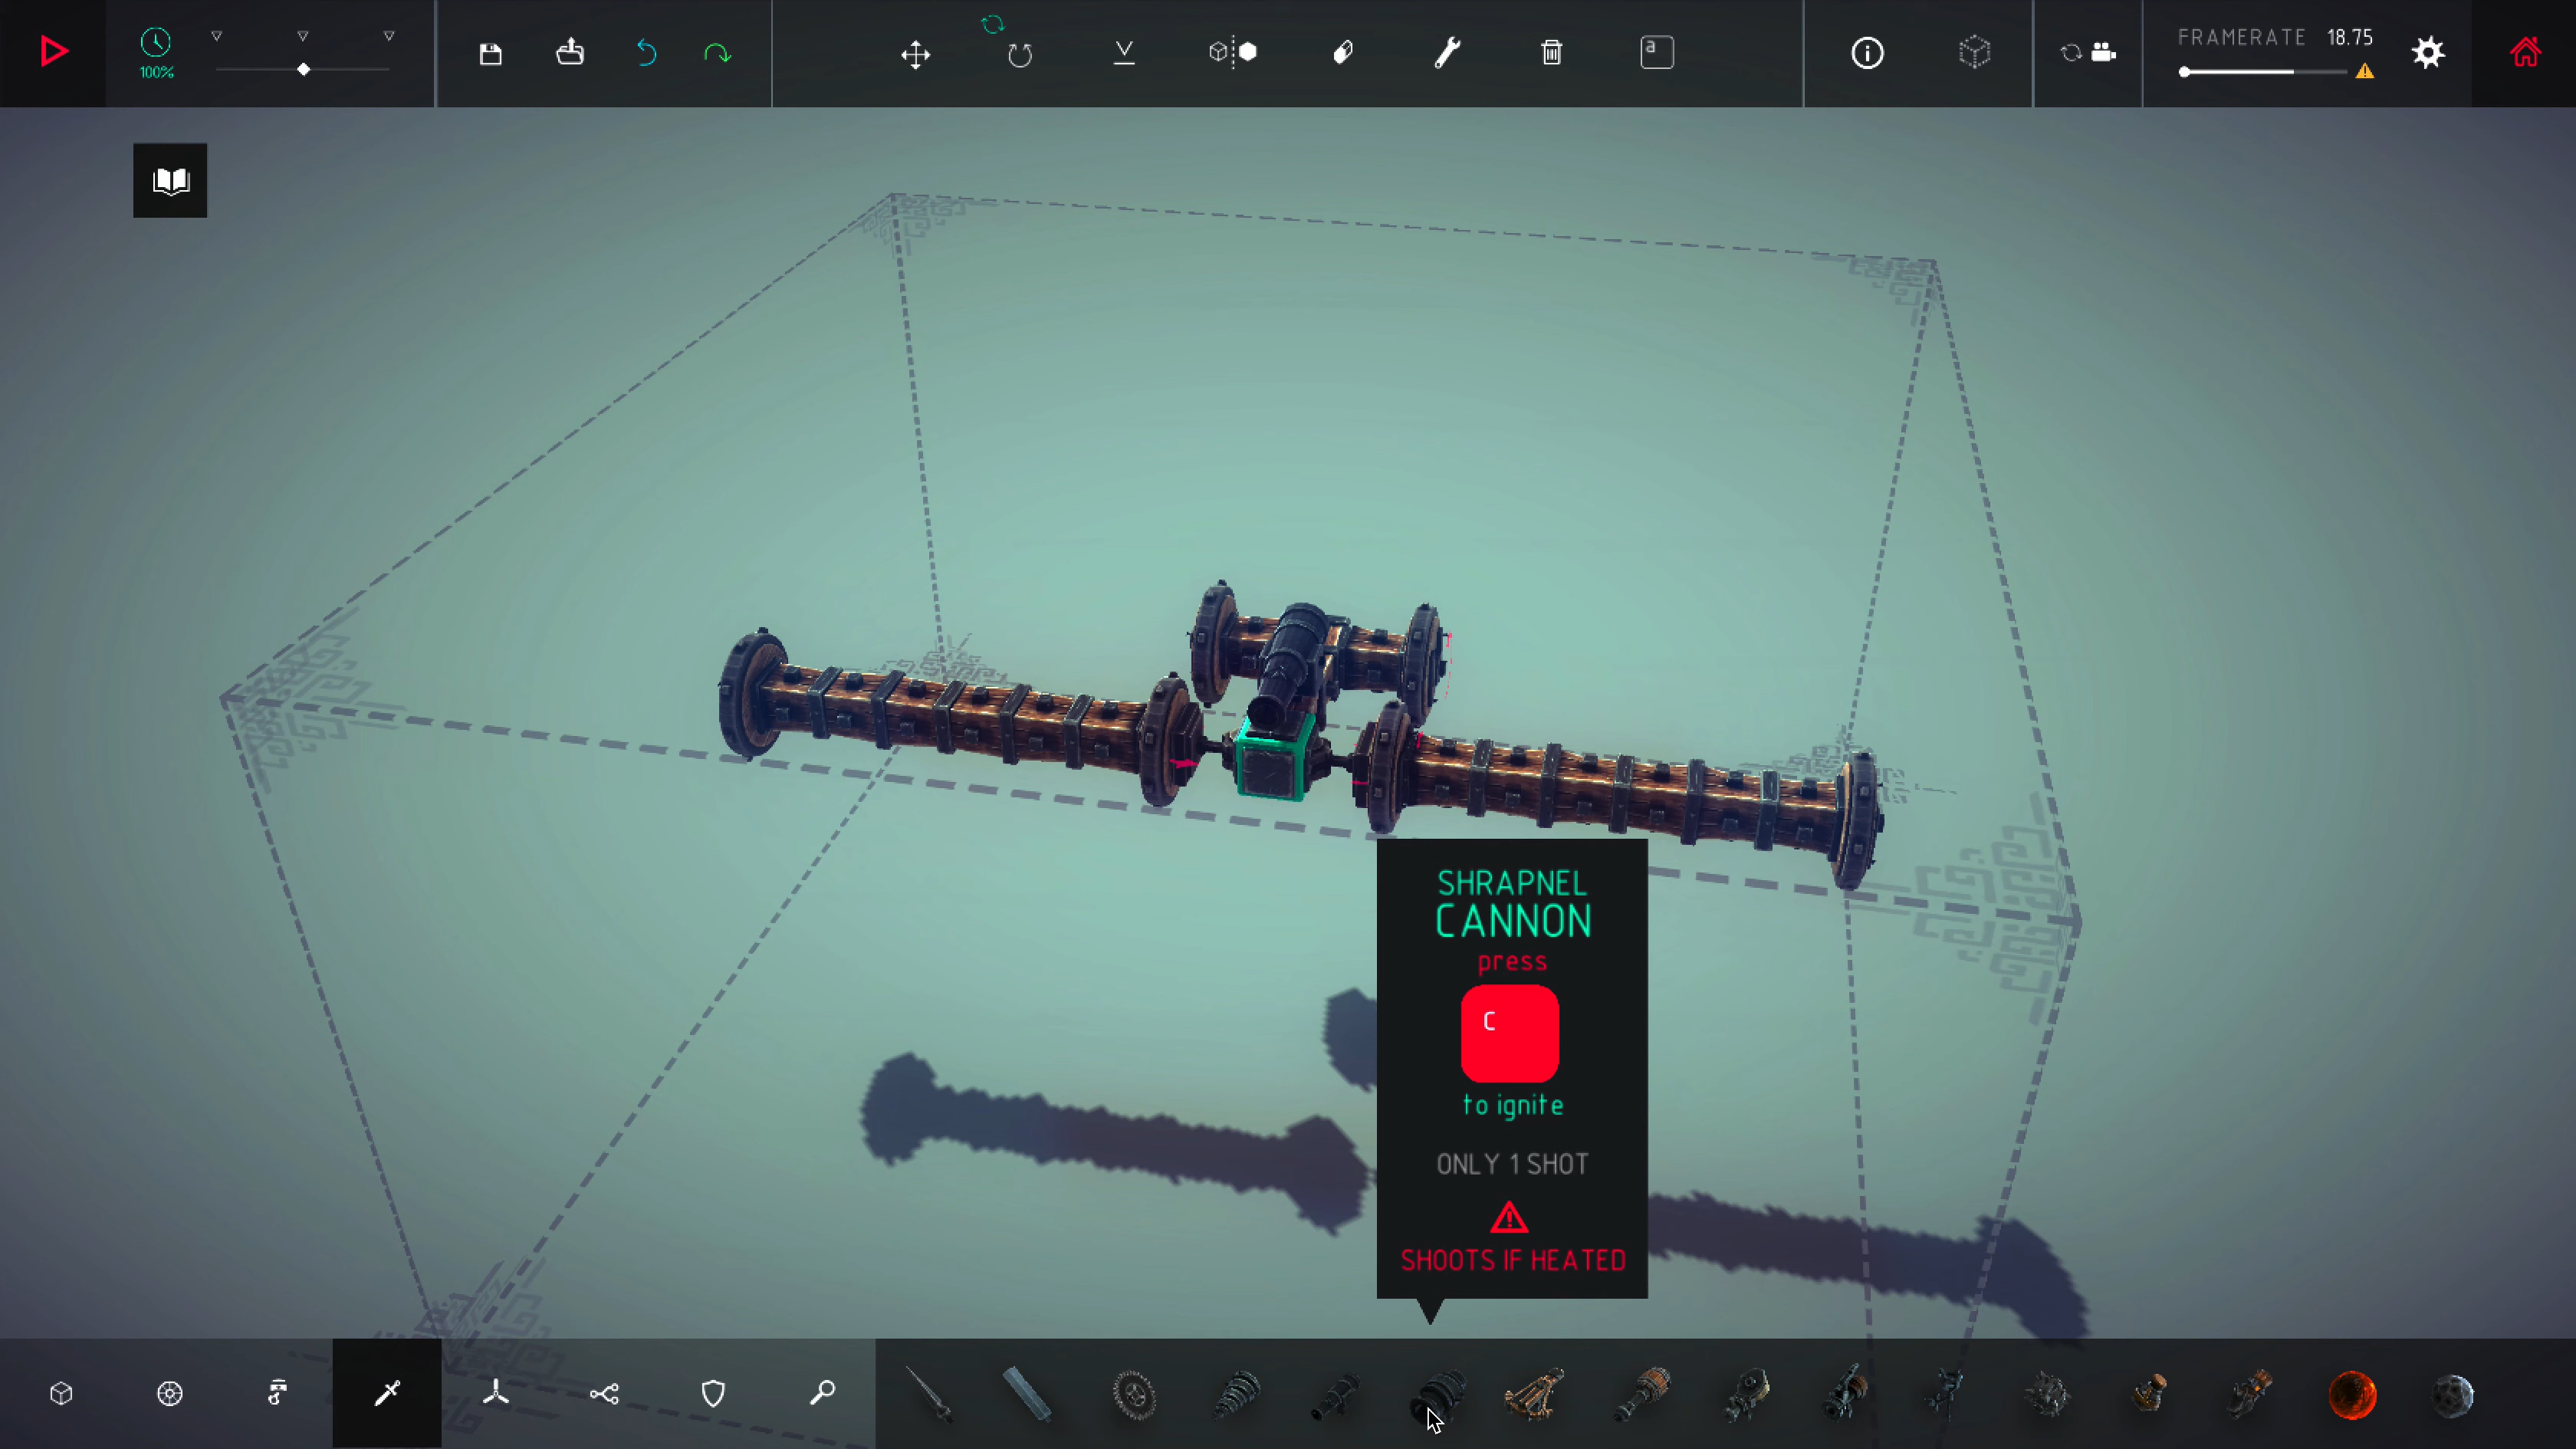 100%
a
FRAMERATE 18.75
SHRAPNEL
CANNON
press
C
to ignite
ONLY 1 SHOT
SHOOTS IF HEATED